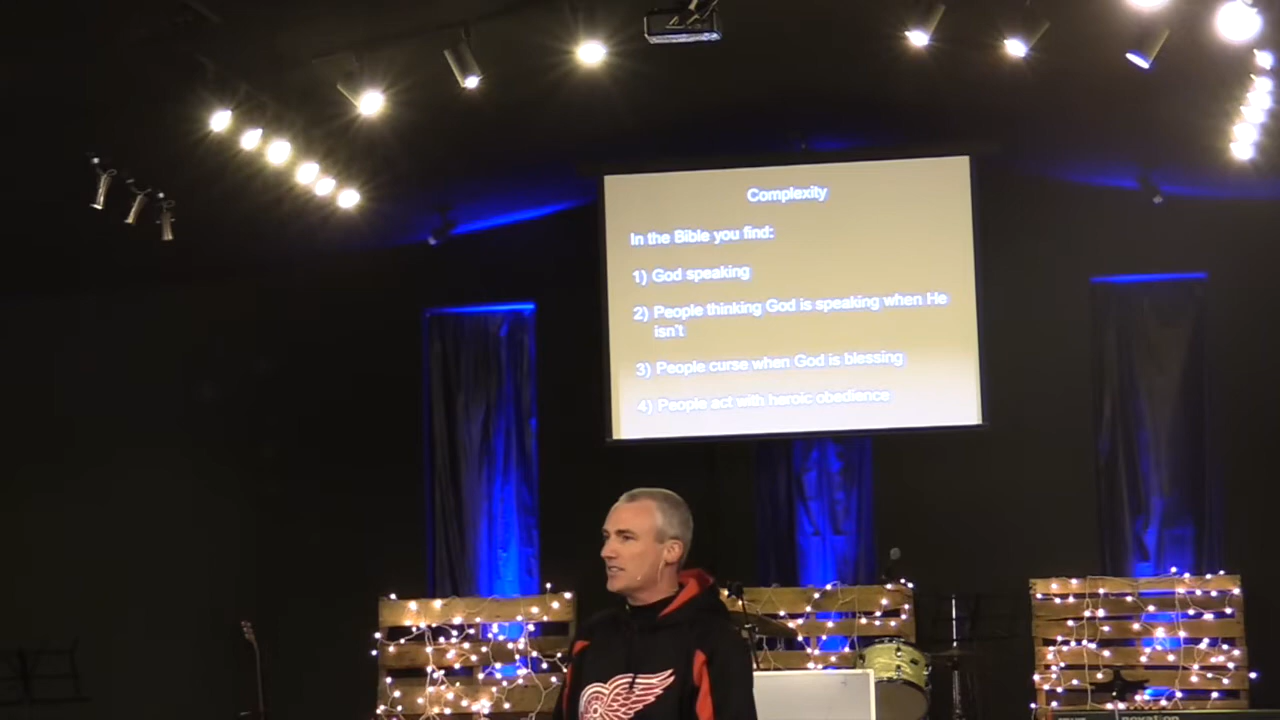 Complexity
In the Bible you find:
1) God speaking
2) People thinking God is speaking when He
isn't
3) People curse when God is blessing
4) People act with heroic obedience